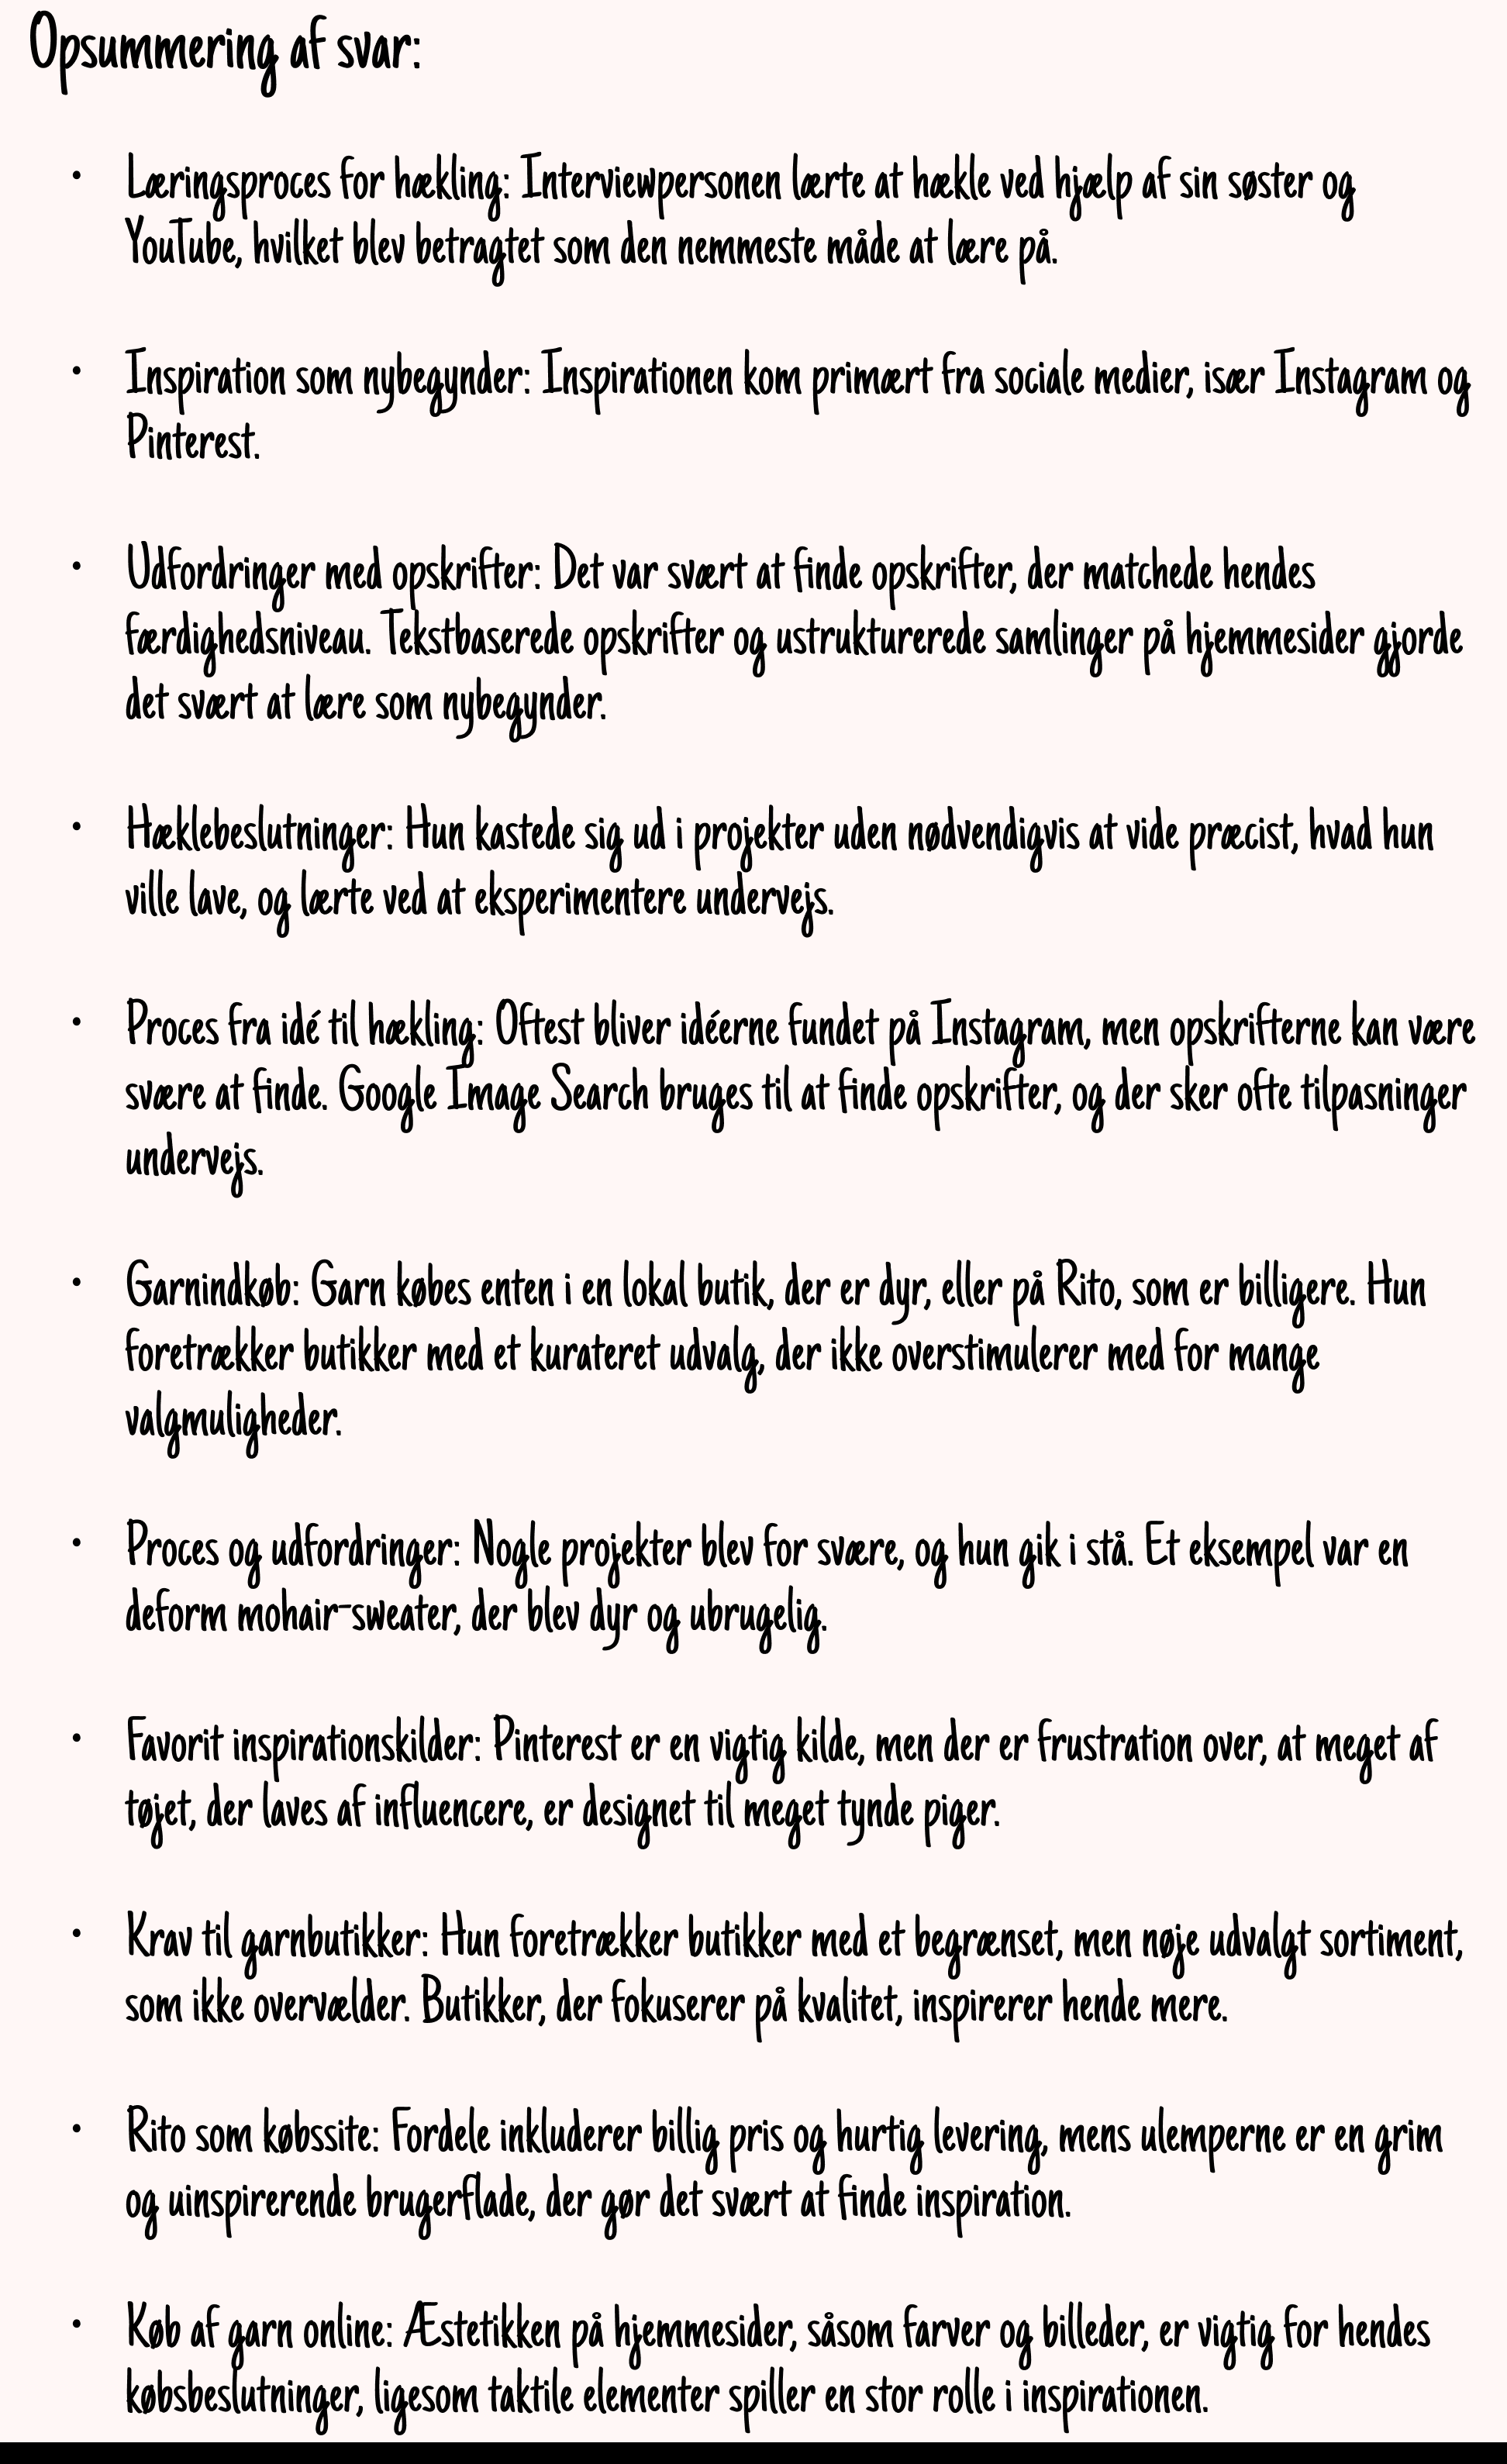 Opsummering af svar:
• Læringsproces for hækling: Interviewpersonen lærte at hækle ved hjælp af sin søster og
YouTube, hvilket blev betragtet som den nemmeste måde at lære på.
• Inspiration som nybegynder: Inspirationen kom primært fra sociale medier, især Instagram og
Pinterest.
• Udfordringer med opskrifter: Det var svært at finde opskrifter, der matchede hendes
færdighedsniveau. Tekstbaserede opskrifter og ustrukturerede samlinger på hjemmesider gjorde
det svært at lære som nybegynder.
• Hæklebeslutninger: Hun kastede sig ud i projekter uden nødvendigvis at vide præcist, hvad hun
ville lave, og lærte ved at eksperimentere undervejs.
• Proces fra idé til hækling: Oftest bliver idéerne fundet på Instagram, men opskrifterne kan være
svære at finde. Google Image Search bruges til at finde opskrifter, og der sker ofte tilpasninger
undervejs.
• Garnindkøb: Garn købes enten i en lokal butik, der er dyr, eller på Rito, som er billigere. Hun
foretrækker butikker med et kurateret udvalg, der ikke overstimulerer med for mange
valgmuligheder.
• Proces og udfordringer: Nogle projekter blev for svære, og hun gik i stå. Et eksempel var en
deform mohair-sweater, der blev dyr og ubrugelig.
• Favorit inspirationskilder: Pinterest er en vigtig kilde, men der er frustration over, at meget af
tøjet, der laves af influencere, er designet til meget tynde piger.
• Krav til garnbutikker: Hun foretrækker butikker med et begrænset, men nøje udvalgt sortiment,
som ikke overvælder. Butikker, der fokuserer på kvalitet, inspirerer hende mere.
• Rito som købssite: Fordele inkluderer billig pris og hurtig levering, mens ulemperne er en grim
og uinspirerende brugerflade, der gør det svært at finde inspiration.
• Køb af garn online: Æstetikken på hjemmesider, såsom farver og billeder, er vigtig for hendes
købsbeslutninger, ligesom taktile elementer spiller en stor rolle i inspirationen.